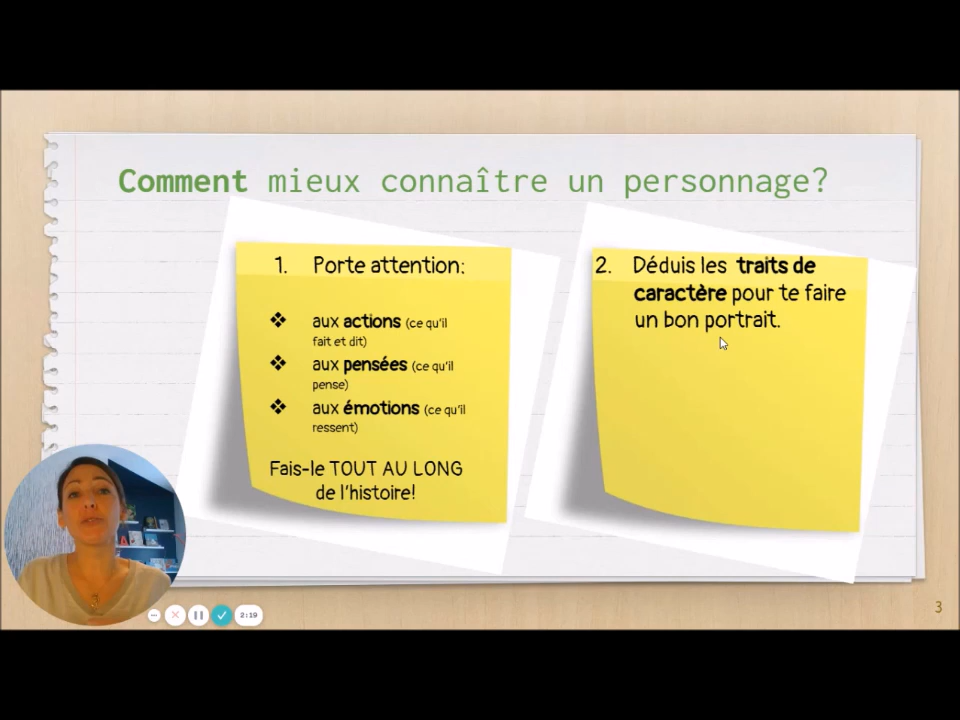 Comment mieux connaître un personnage?
1. Porte attention:
❖ aux actions (ce qu'il
fait et dit)
❖ aux pensées (ce qu'il
pense)
❖ aux émotions (ce qu'il
ressent)
Fais-le TOUT AU LONG
de l'histoire!
2. Déduis les traits de
caractère pour te faire
un bon portrait.
2:19
3